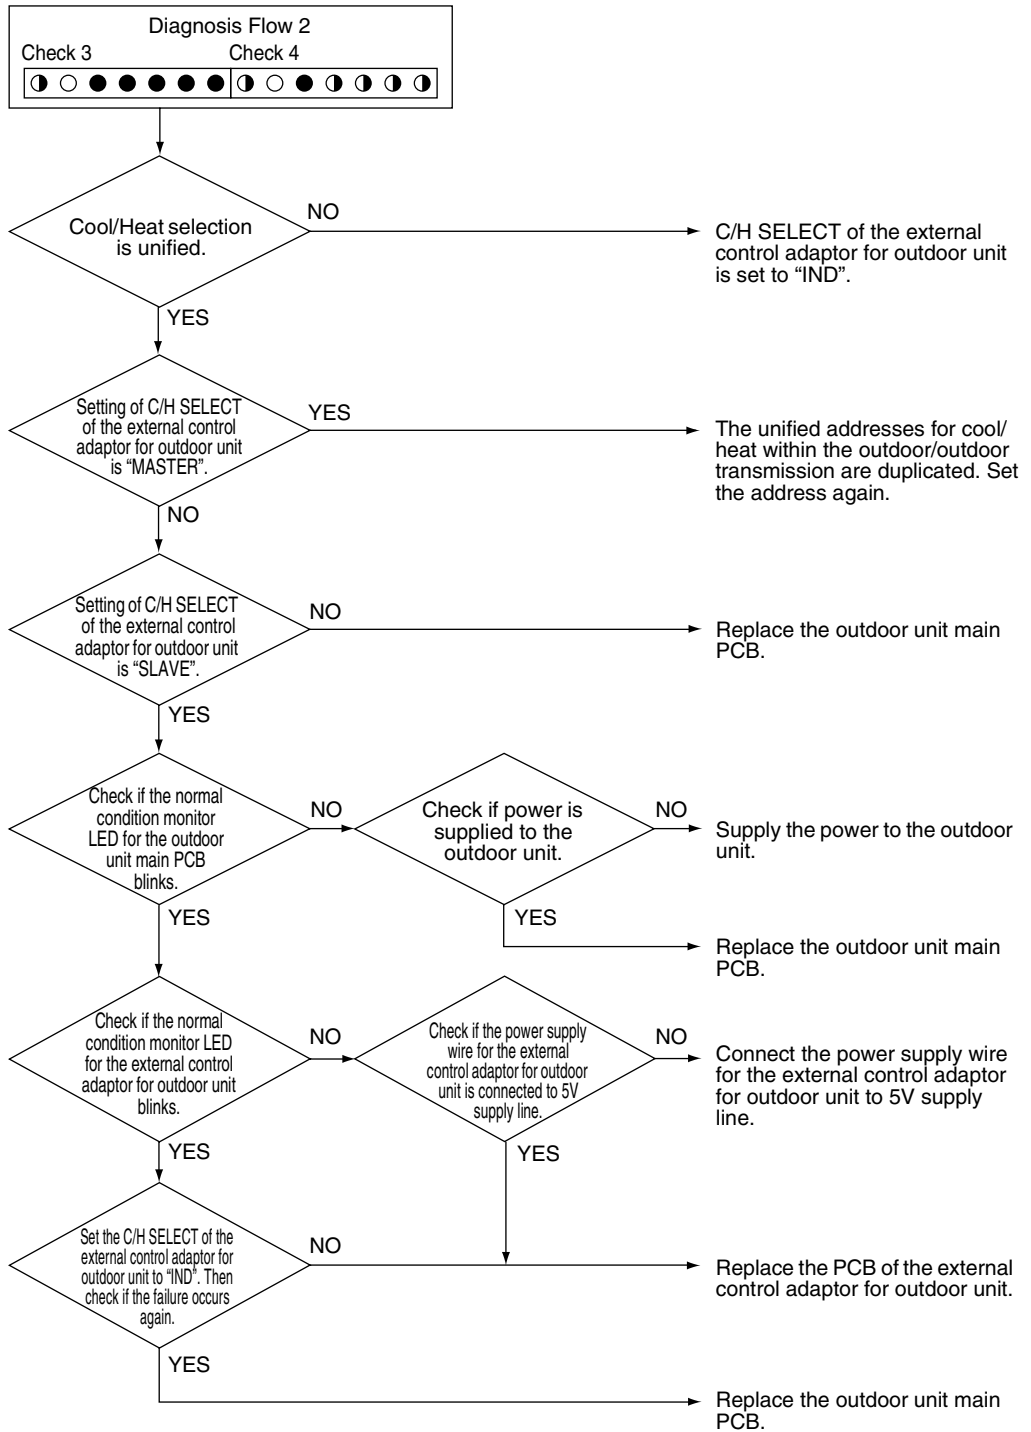 Diagnosis Flow 2
Check 3
Check 4
Cool/Heat selection
is unified.
NO
C/H SELECT of the external
control adaptor for outdoor unit
is set to “IND”.
YES
Setting of C/H SELECT
of the external control
adaptor for outdoor unit
is “MASTER”.
YES
The unified addresses for cool/
heat within the outdoor/outdoor
transmission are duplicated. Set
the address again.
NO
Setting of C/H SELECT
of the external control
adaptor for outdoor unit
is “SLAVE”.
NO
Replace the outdoor unit main
PCB.
YES
Check if the normal
condition monitor
LED for the outdoor
unit main PCB
blinks.
NO
Check if power is
supplied to the
outdoor unit.
NO
Supply the power to the outdoor
unit.
YES
YES
Replace the outdoor unit main
PCB.
Check if the normal
condition monitor LED
for the external control
adaptor for outdoor unit
blinks.
NO
Check if the power supply
wire for the external
control adaptor for outdoor
unit is connected to 5V
supply line.
NO
Connect the power supply wire
for the external control adaptor
for outdoor unit to 5V supply
line.
YES
YES
Set the C/H SELECT of the
external control adaptor for
outdoor unit to “IND”. Then
check if the failure occurs
again.
NO
Replace the PCB of the external
control adaptor for outdoor unit.
YES
Replace the outdoor unit main
PCB.